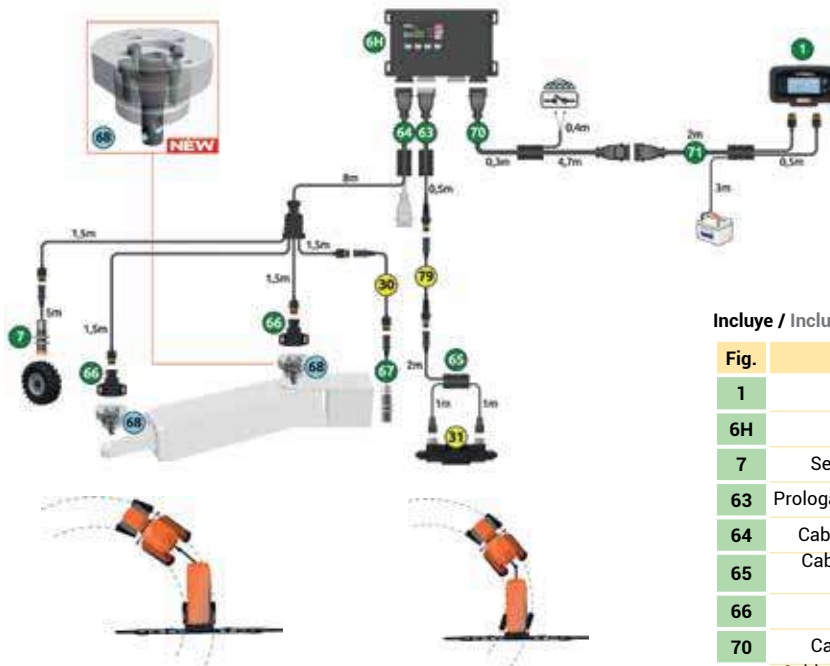 6H
1
68
NEW
64
63
70
0,4m
2m
0,3m
4,7m
71
0,5m
8m
0,5m
3m
1,5m
1,5m
79
1,5m
30
5m
7
1,5m
66
66
68
67
2m
65
68
1m
1m
31
Incluye / Inclu
Fig.
1
6H
7 Se
63 Prologa
64 Cab
65 Cab
66
70 Ca